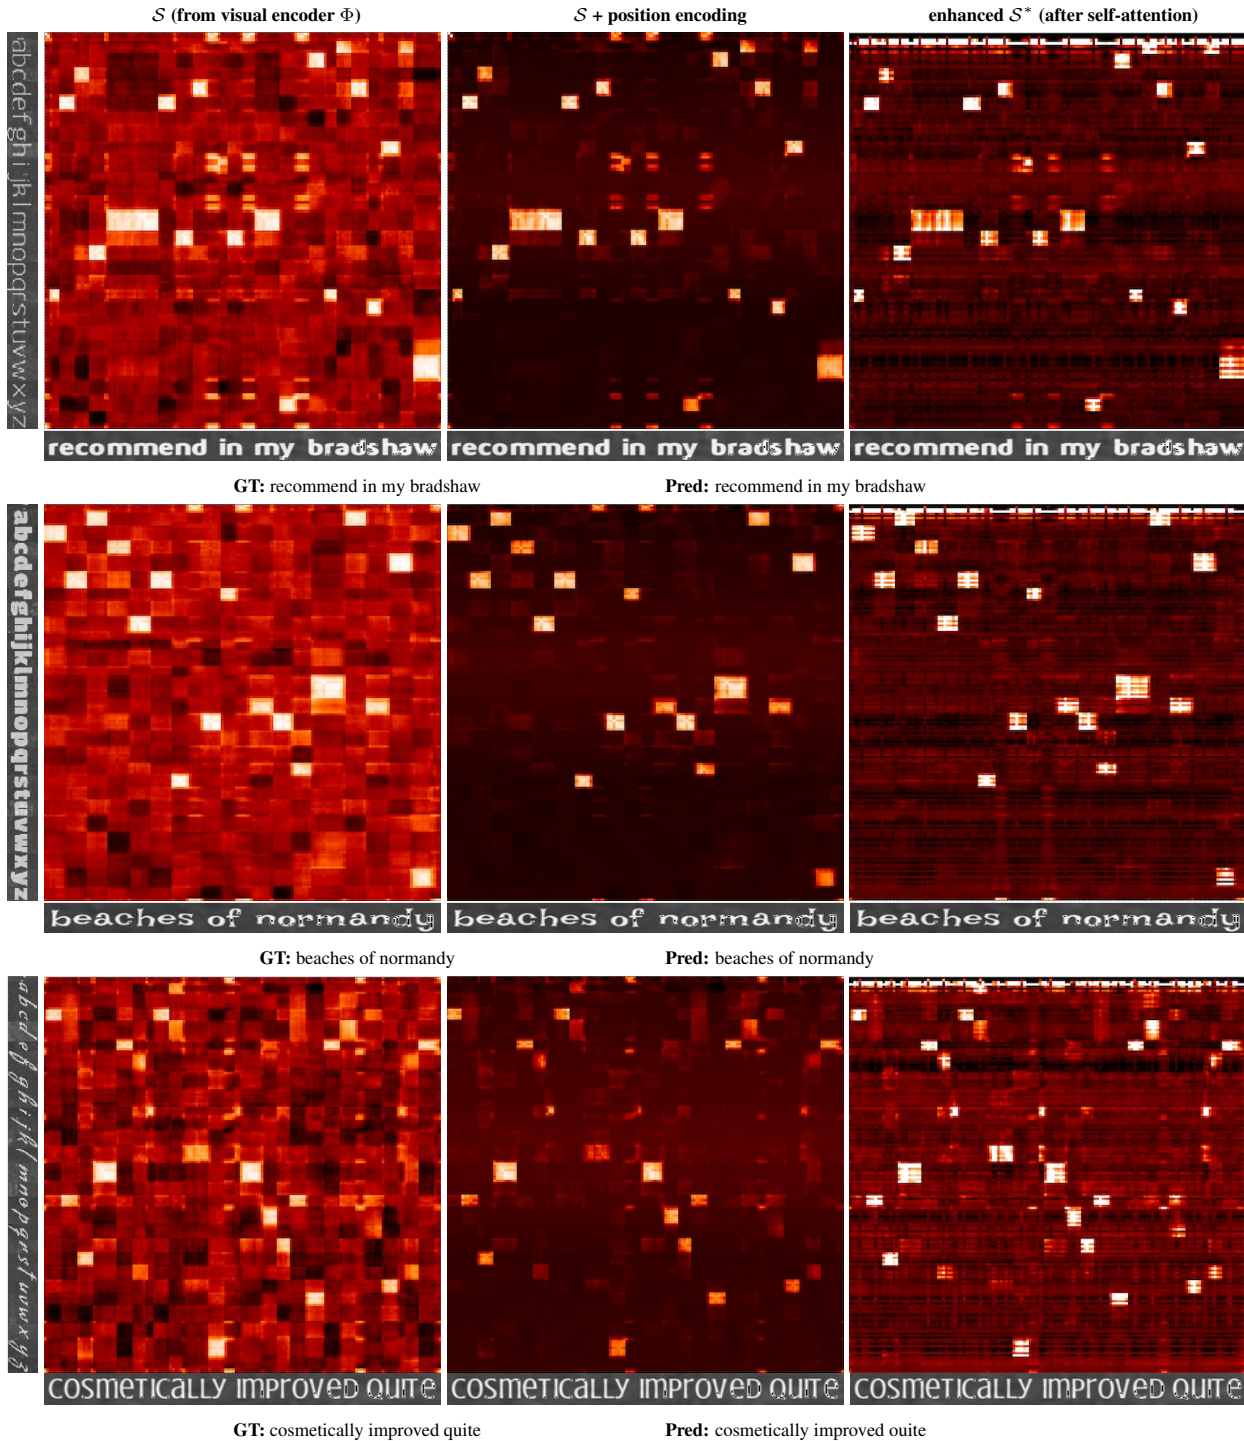 S (from visual encoder Φ) S + position encoding enhanced S* (after self-attention)
abcdefghijklmnopqrstuvwxyz
recommend in my bradshaw recommend in my bradshaw recommend in my bradshaw
GT: recommend in my bradshaw Pred: recommend in my bradshaw
abcdefghijklmnopqrstuvwxyz
beaches of normandy beaches of normandy beaches of normandy
GT: beaches of normandy Pred: beaches of normandy
abcdefghijklmnopqrstuvwxyz
COSMETICALLY IMPROVED QUITE COSMETICALLY IMPROVED QUITE COSMETICALLY IMPROVED QUITE
GT: cosmetically improved quite Pred: cosmetically improved ouite